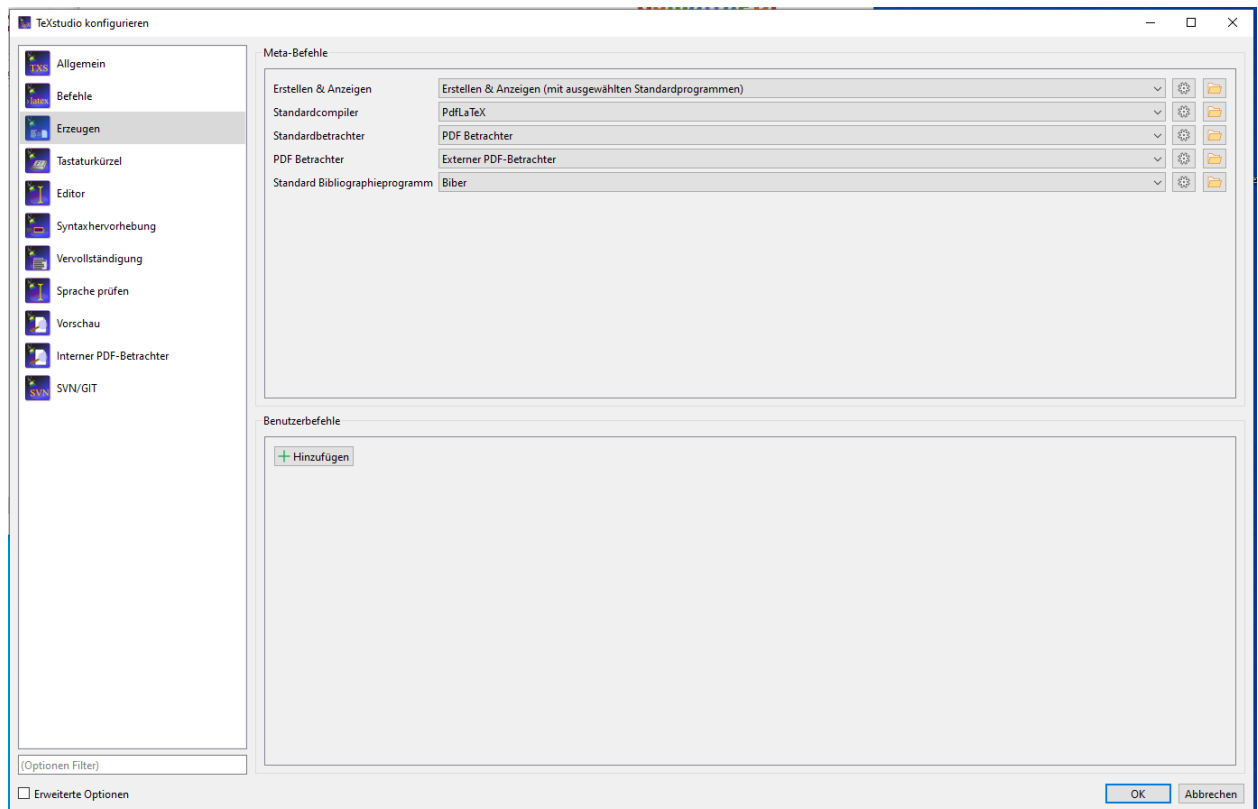 TeXstudio konfigurieren
Allgemein
Befehle
Erzeugen
Tastaturkürzel
Editor
Syntaxhervorhebung
Vervollständigung
Sprache prüfen
Vorschau
Interner PDF-Betrachter
SVN/GIT
(Optionen Filter)
Erweiterte Optionen
Meta-Befehle
Erstellen & Anzeigen Erstellen & Anzeigen (mit ausgewählten Standardprogrammen)
Standardcompiler PdfLaTeX
Standardbetrachter PDF Betrachter
PDF Betrachter Externer PDF-Betrachter
Standard Bibliographieprogramm Biber
Benutzerbefehle
Hinzufügen
OK Abbrechen